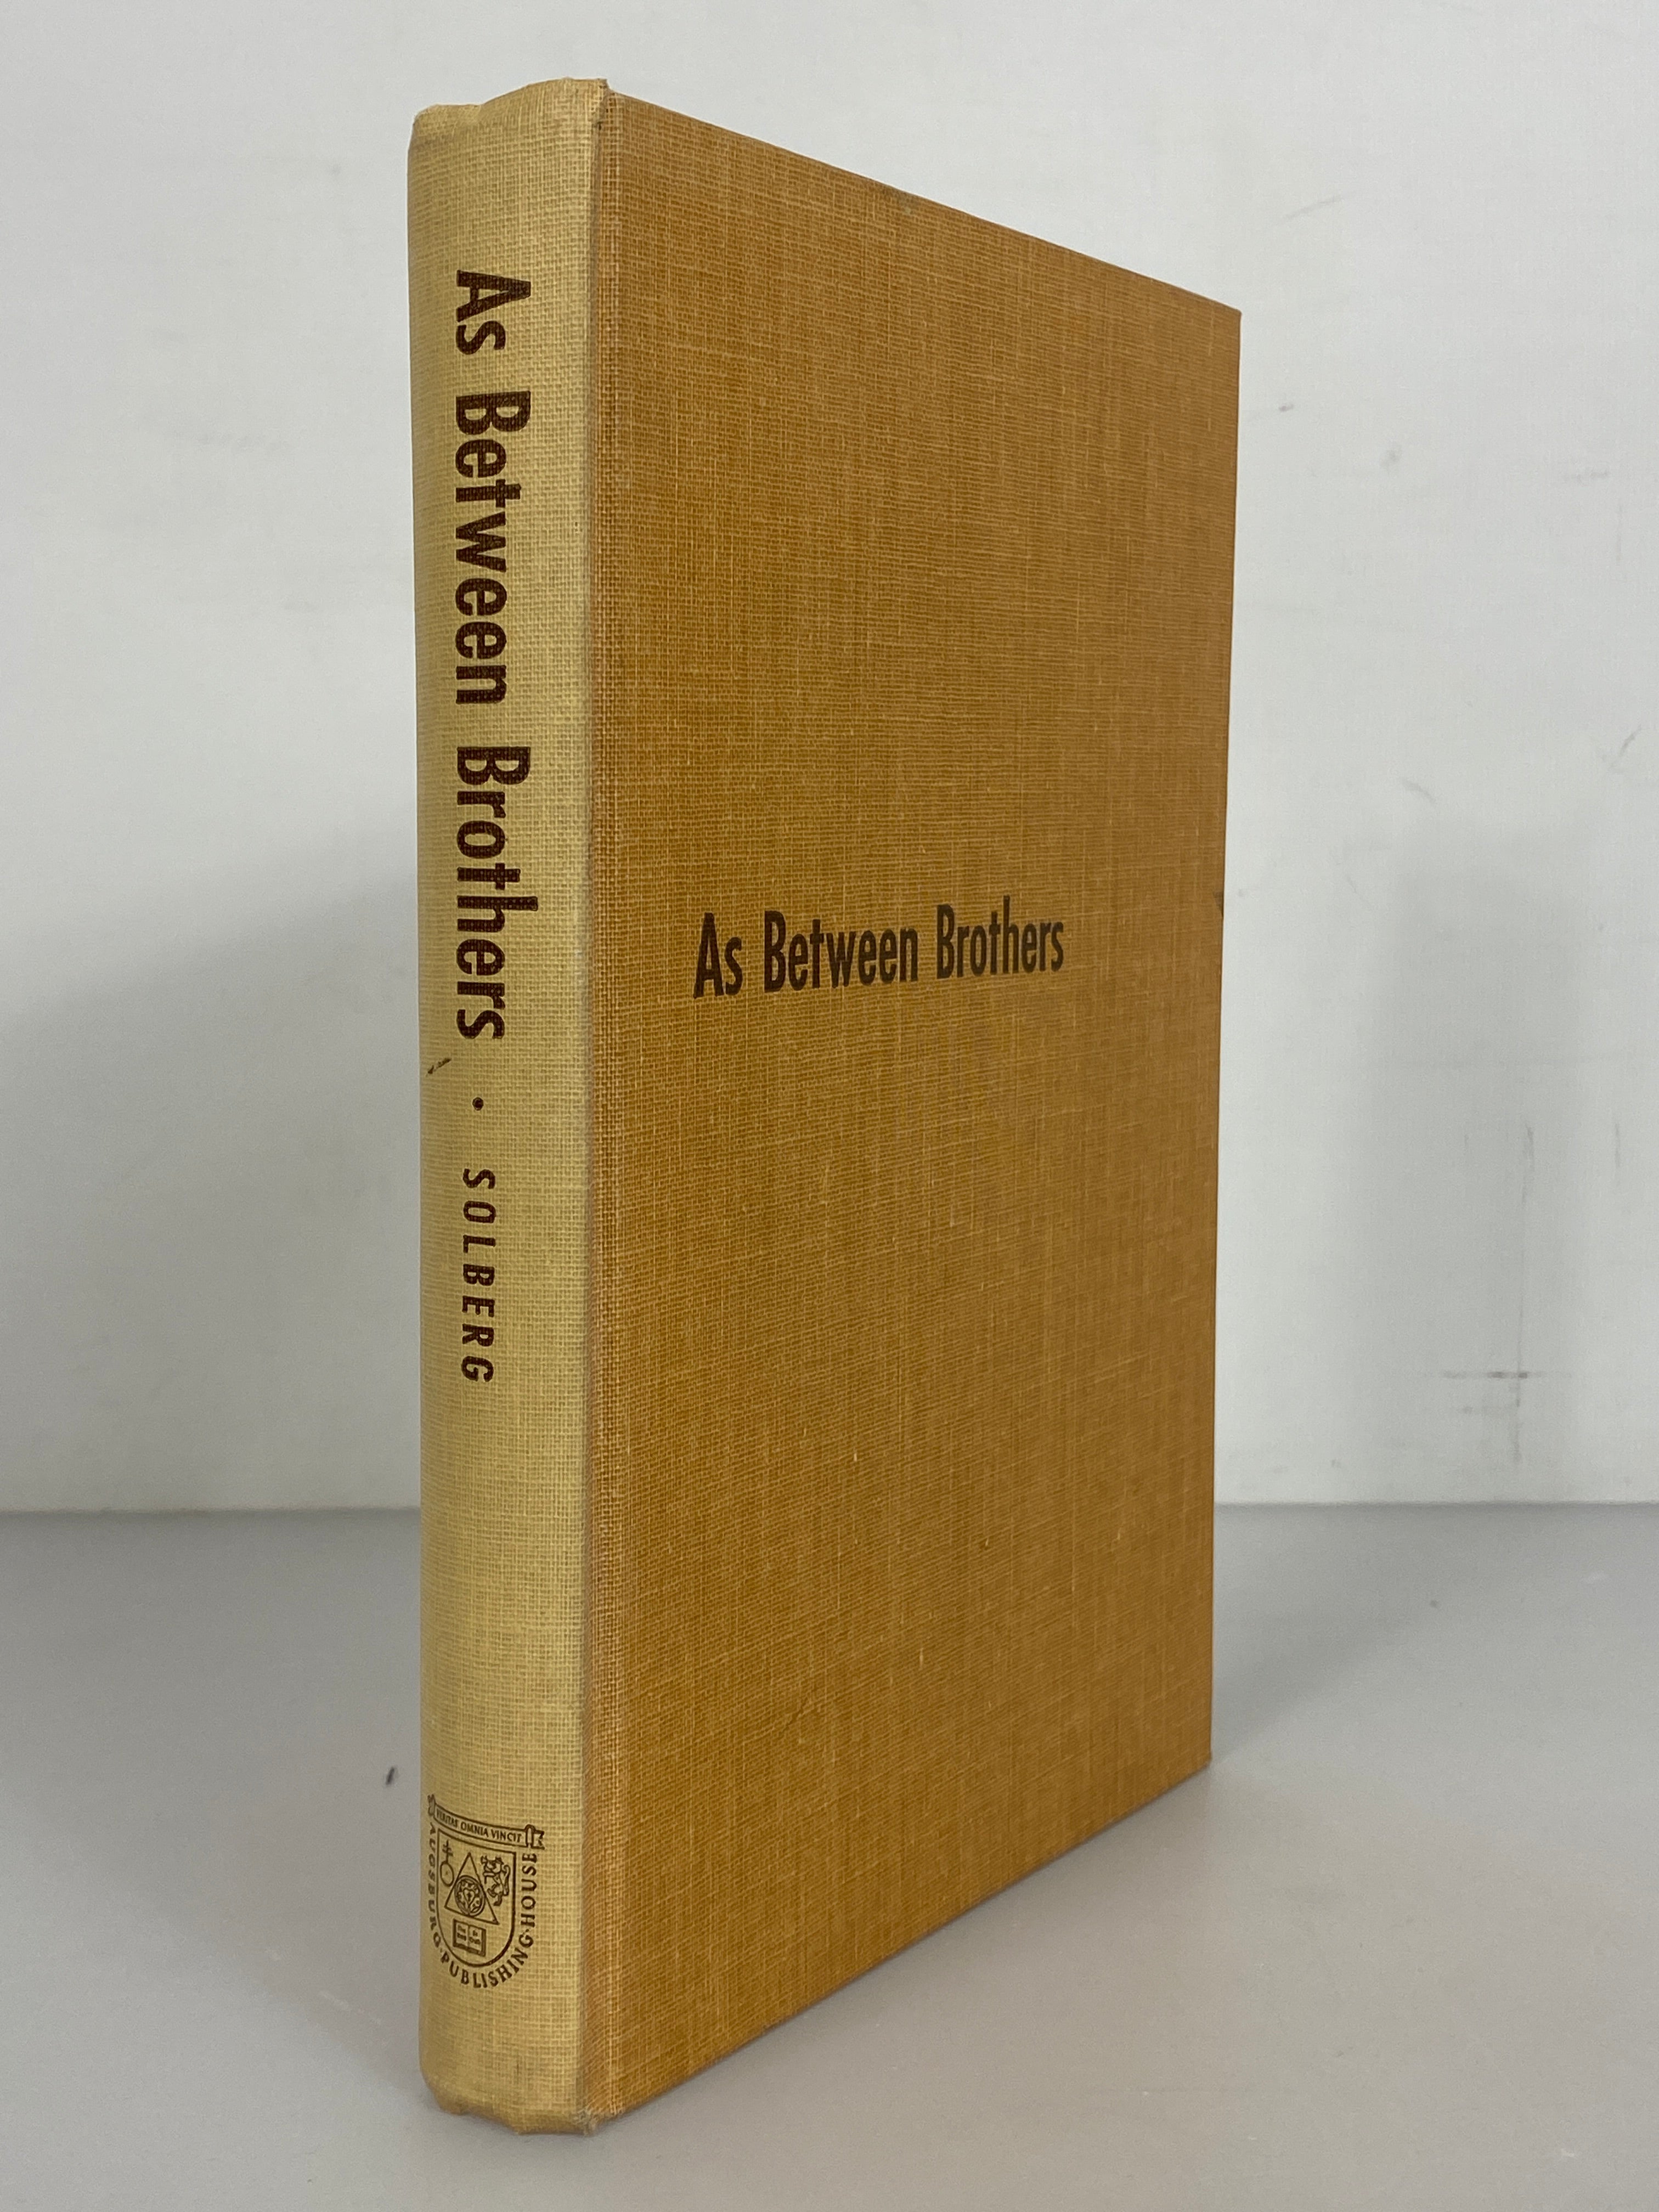 As Between Brothers · SOLBERG
VERITAS OMNIA VINCIT
AUGSBURG·PUBLISHING·HOUSE
As Between Brothers